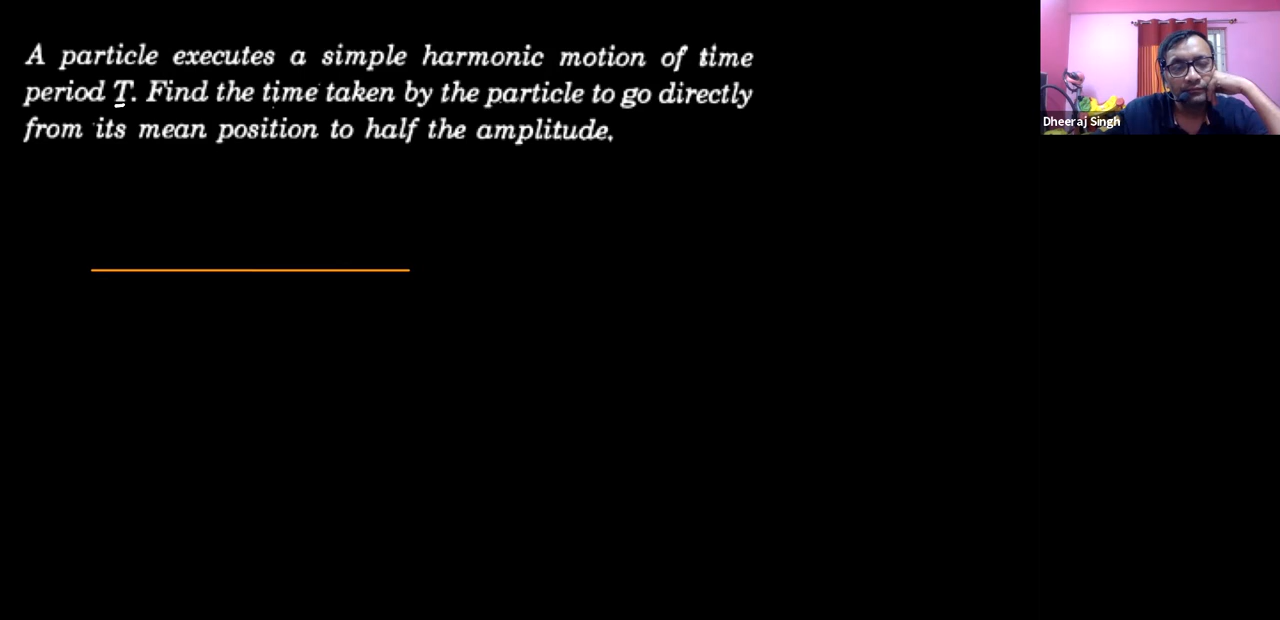 A particle executes a simple harmonic motion of time
period T. Find the time taken by the particle to go directly
from its mean position to half the amplitude.
Dheeraj Singh